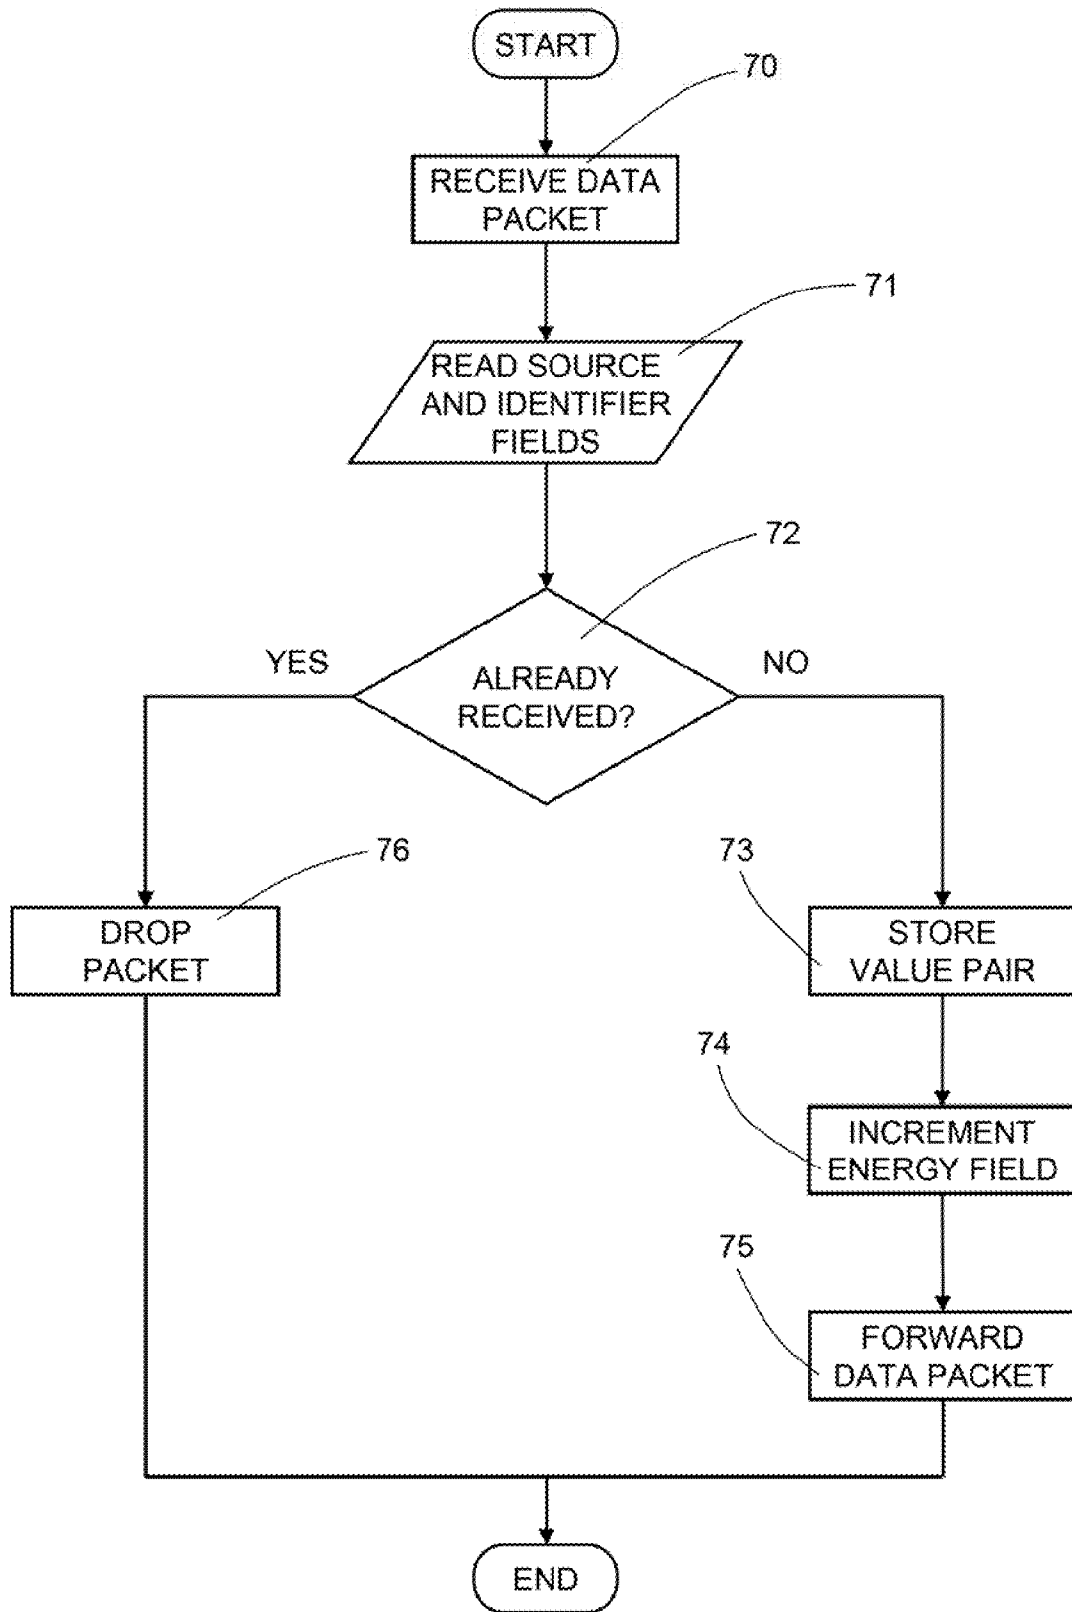 START
70
RECEIVE DATA
PACKET
71
READ SOURCE
AND IDENTIFIER
FIELDS
72
YES
NO
ALREADY
RECEIVED?
76
73
DROP
PACKET
STORE
VALUE PAIR
74
INCREMENT
ENERGY FIELD
75
FORWARD
DATA PACKET
END